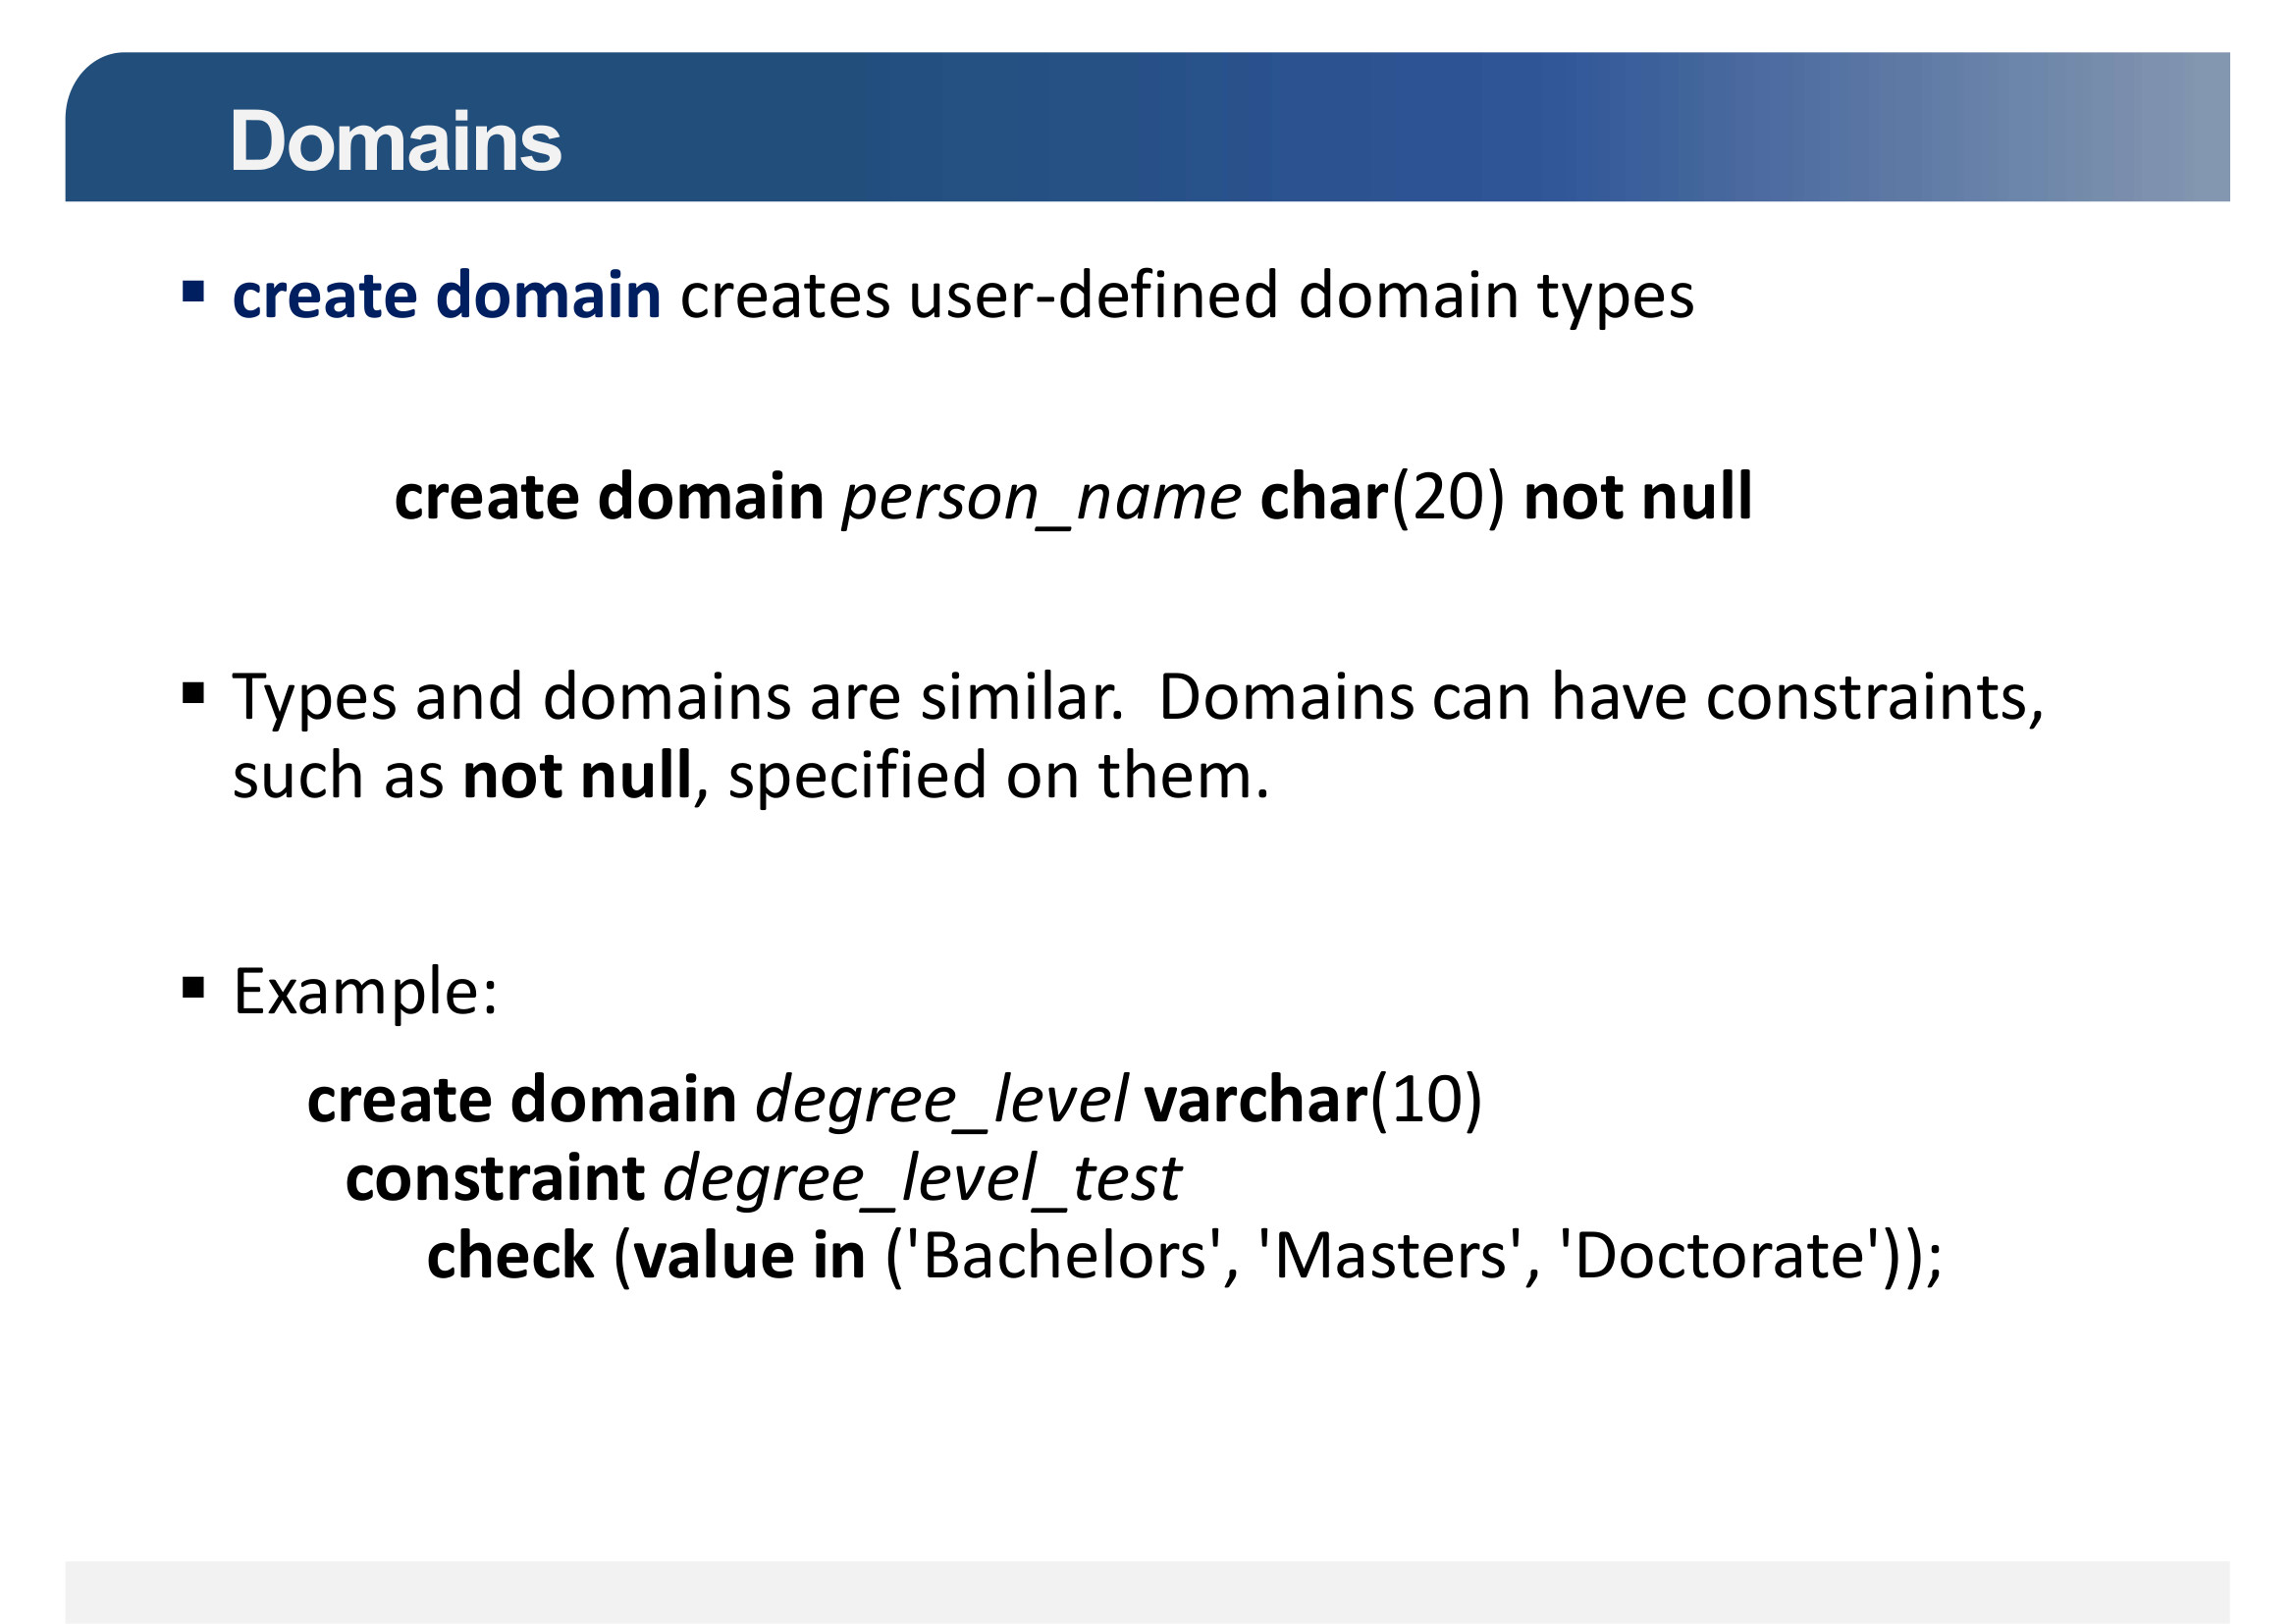 Domains
▪ create domain creates user-defined domain types
create domain person_name char(20) not null
▪ Types and domains are similar.  Domains can have constraints,
such as not null, specified on them.
▪ Example:
create domain degree_level varchar(10)
constraint degree_level_test
check (value in ('Bachelors', 'Masters', 'Doctorate'));